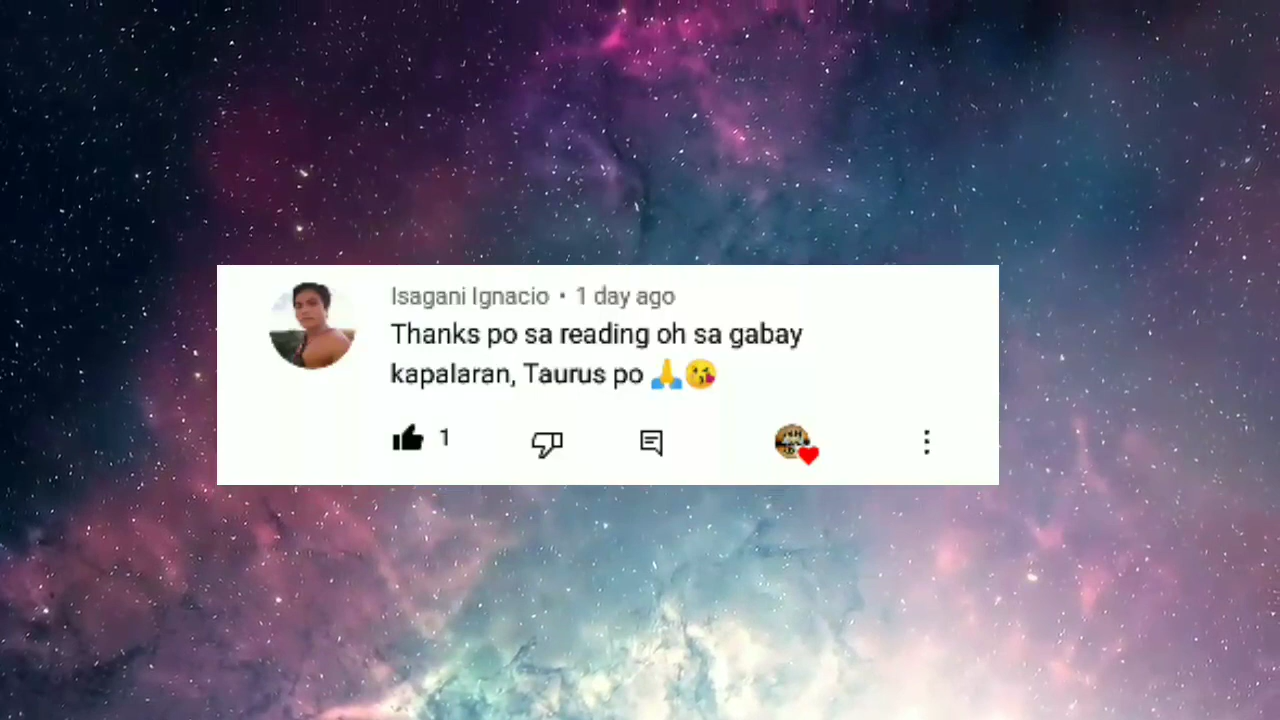 Isagani Ignacio • 1 day ago
Thanks po sa reading oh sa gabay
kapalaran, Taurus po 🙏😘
1